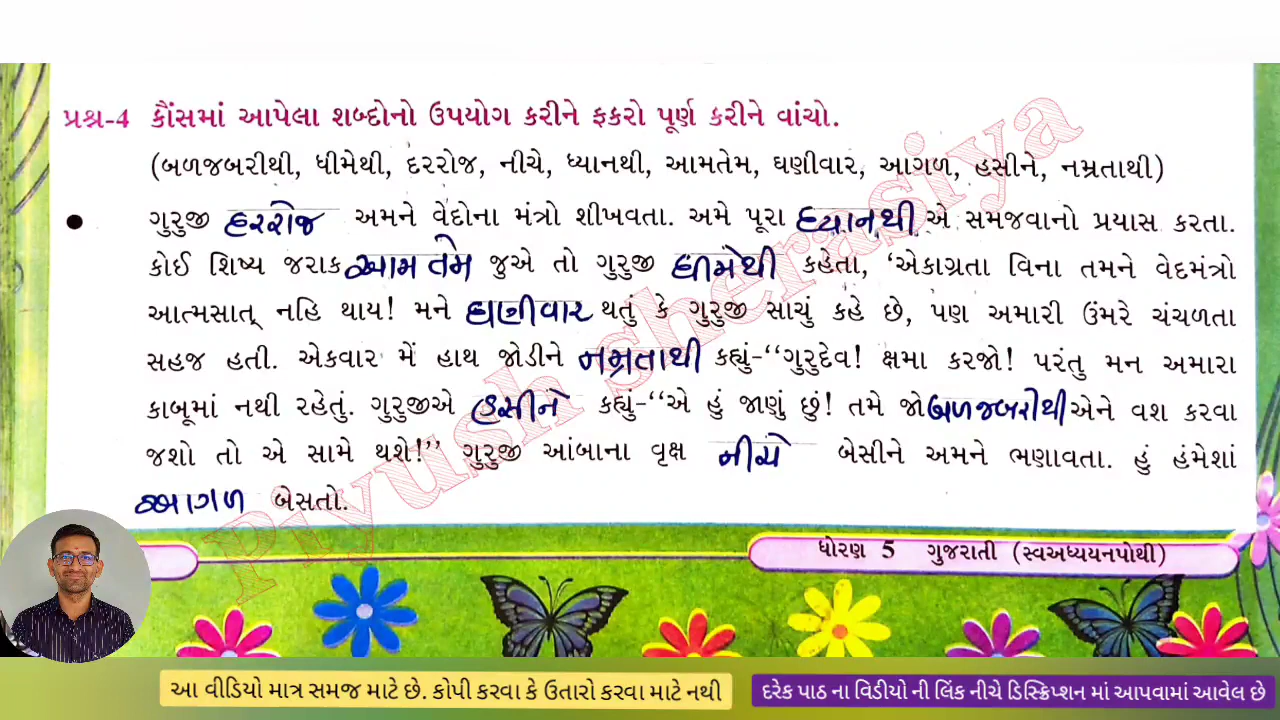 પ્રશ્ન-4 કૌંસમાં આપેલા શબ્દોનો ઉપયોગ કરીને ફકરો પૂર્ણ કરીને વાંચો.
(બળજબરીથી, ધીમેથી, દરરોજ, નીચે, ધ્યાનથી, આમતેમ, ઘણીવાર, આગળ, હસીને, નમ્રતાથી)
ગુરુજી દરરોજ અમને વેદોના મંત્રો શીખવતા. અમે પૂરા ધ્યાનથી એ સમજવાનો પ્રયાસ કરતા.
કોઈ શિષ્ય જરાક આમતેમ જુએ તો ગુરુજી ધીમેથી કહેતા, ‘એકાગ્રતા વિના તમને વેદમંત્રો
આત્મસાત્ નહિ થાય! મને ઘણીવાર થતું કે ગુરુજી સાચું કહે છે, પણ અમારી ઉંમરે ચંચળતા
સહજ હતી. એકવાર મેં હાથ જોડીને નમ્રતાથી કહ્યું-“ગુરુદેવ! ક્ષમા કરજો! પરંતુ મન અમારા
કાબૂમાં નથી રહેતું. ગુરુજીએ હસીને કહ્યું-“એ હું જાણું છું! તમે જો બળજબરીથી એને વશ કરવા
જશો તો એ સામે થશે!” ગુરુજી આંબાના વૃક્ષ નીચે બેસીને અમને ભણાવતા. હું હંમેશાં
આગળ બેસતો.
Piyush sherasiya
ધોરણ 5 ગુજરાતી (સ્વઅધ્યયનપોથી)
આ વીડિયો માત્ર સમજ માટે છે. કોપી કરવા કે ઉતારો કરવા માટે નથી
દરેક પાઠ ના વિડીયો ની લિંક નીચે ડિસ્ક્રિપ્શન માં આપવામાં આવેલ છે